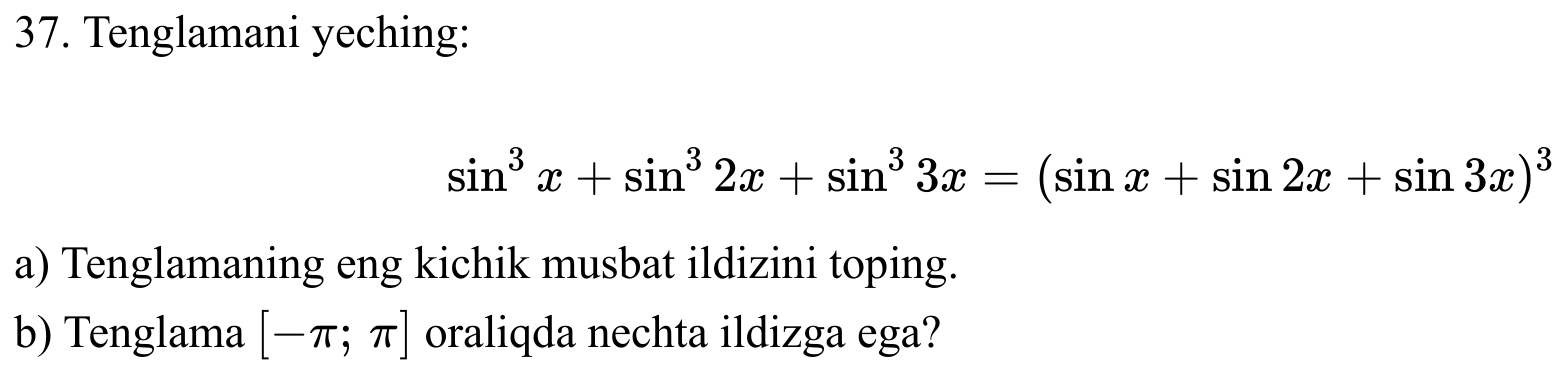 37. Tenglamani yeching:
sin³ x + sin³ 2x + sin³ 3x = (sin x + sin 2x + sin 3x)³
a) Tenglamaning eng kichik musbat ildizini toping.
b) Tenglama [−π; π] oraliqda nechta ildizga ega?